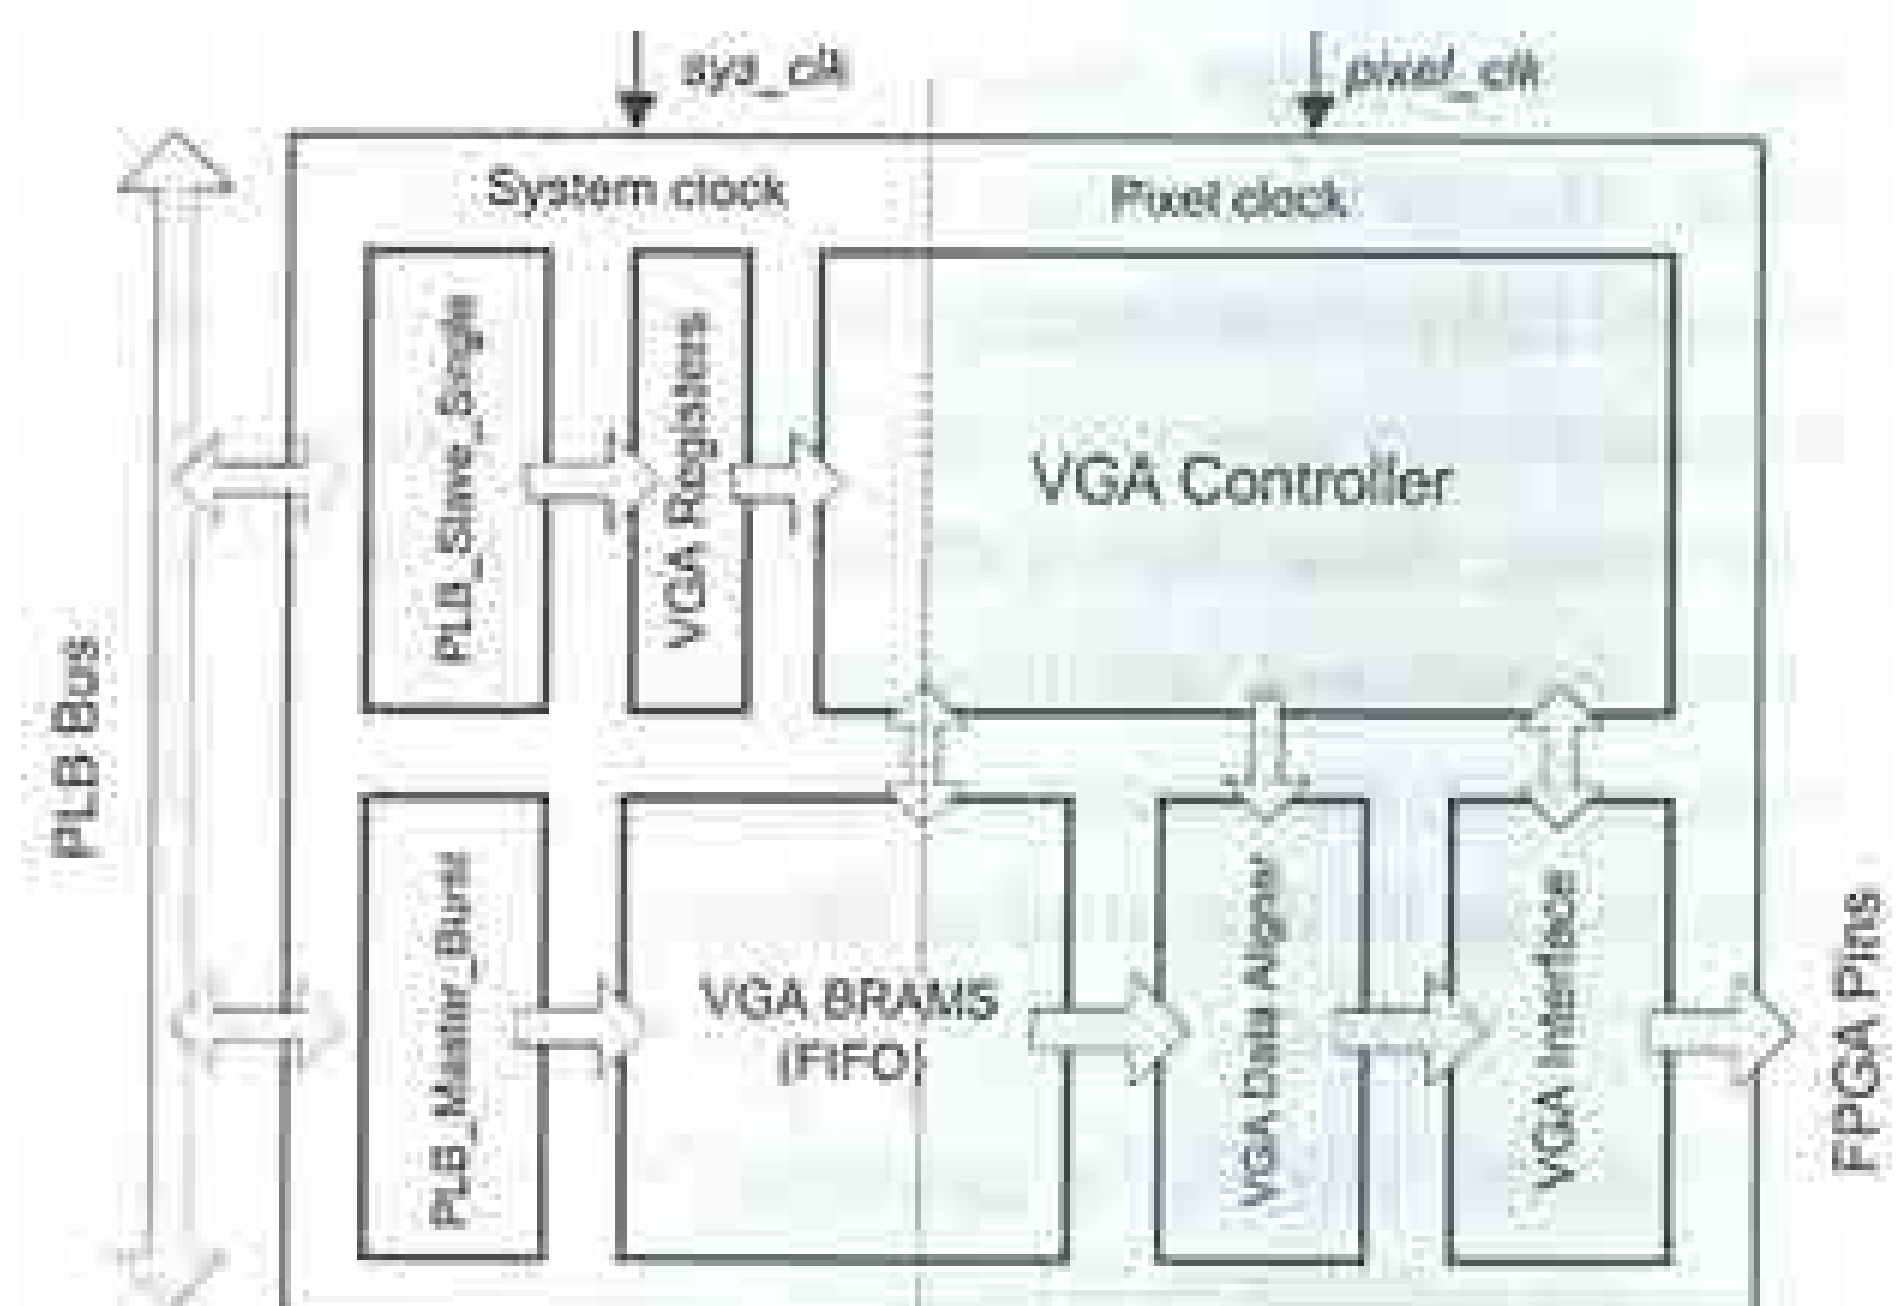 sys_clk
pixel_clk
System clock
Pixel clock
PLB_Slave_Single
VGA Registers
VGA Controller
PLB Bus
PLB_Master_Burst
VGA BRAMS
(FIFO)
VGA Data Aligner
VGA Interface
FPGA Pins